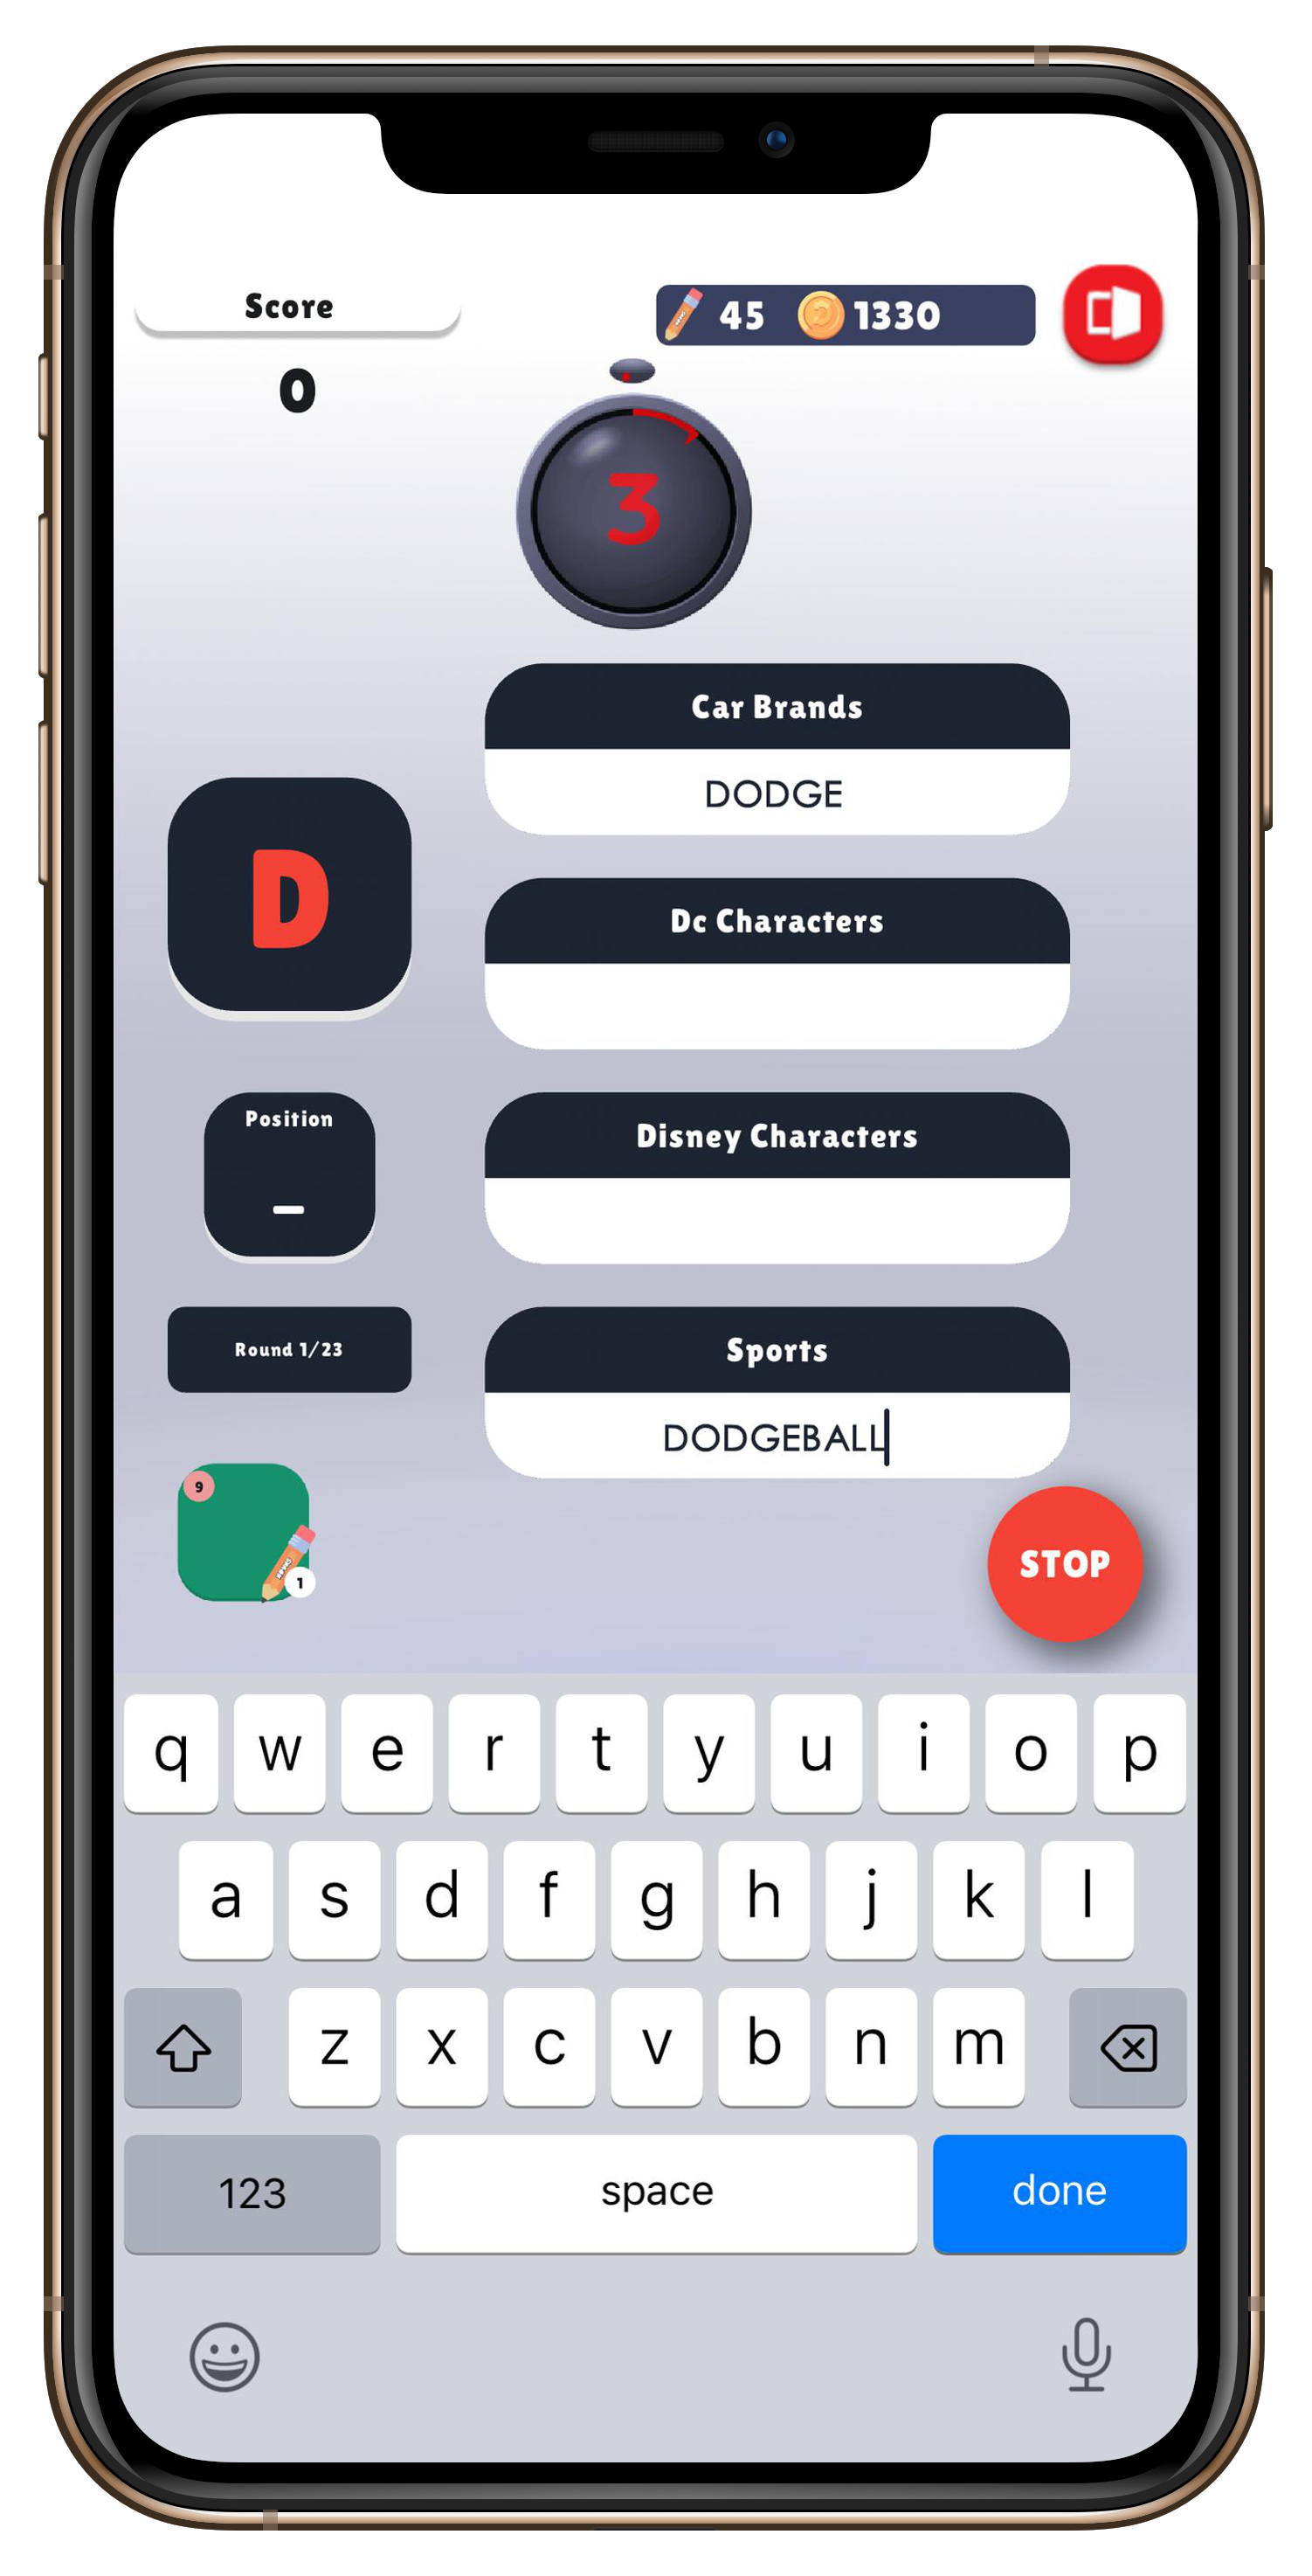 Score
45 1330
0
3
Car Brands
DODGE
D
Dc Characters
Position
–
Disney Characters
Round 1/23
Sports
DODGEBALL
9
1
STOP
q w e r t y u i o p
a s d f g h j k l
z x c v b n m
123 space done